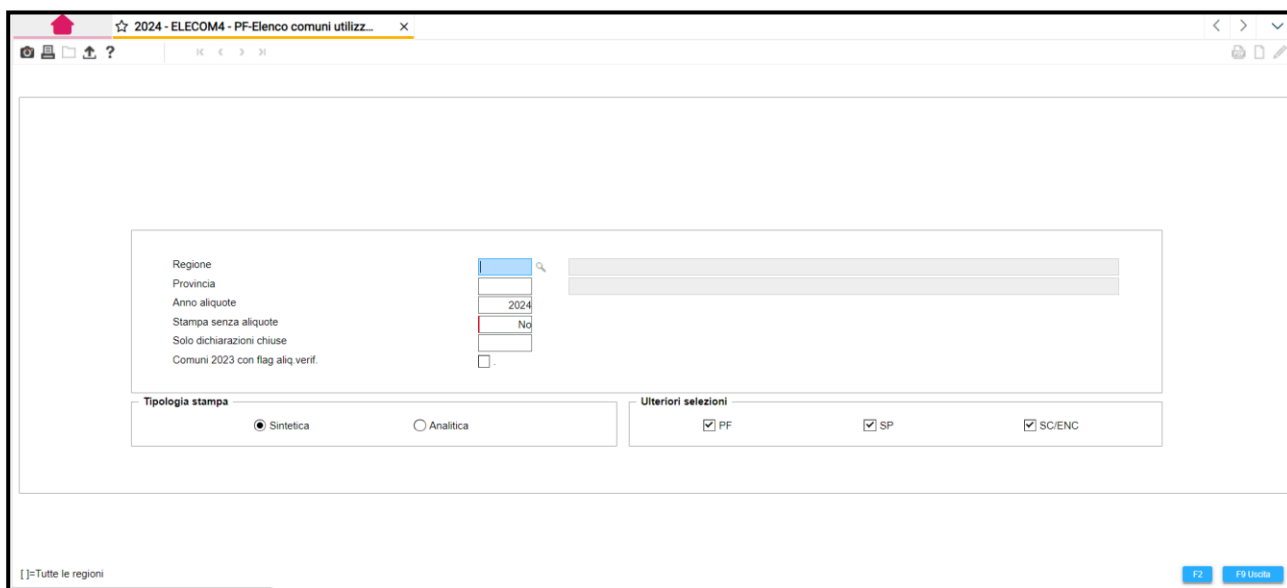 2024 - ELECOM4 - PF-Elenco comuni utilizz...
?
Regione
Provincia
Anno aliquote 2024
Stampa senza aliquote No
Solo dichiarazioni chiuse
Comuni 2023 con flag aliq.verif. .
Tipologia stampa
Sintetica Analitica
Ulteriori selezioni
PF SP SC/ENC
[ ]=Tutte le regioni
F2 F9 Uscita